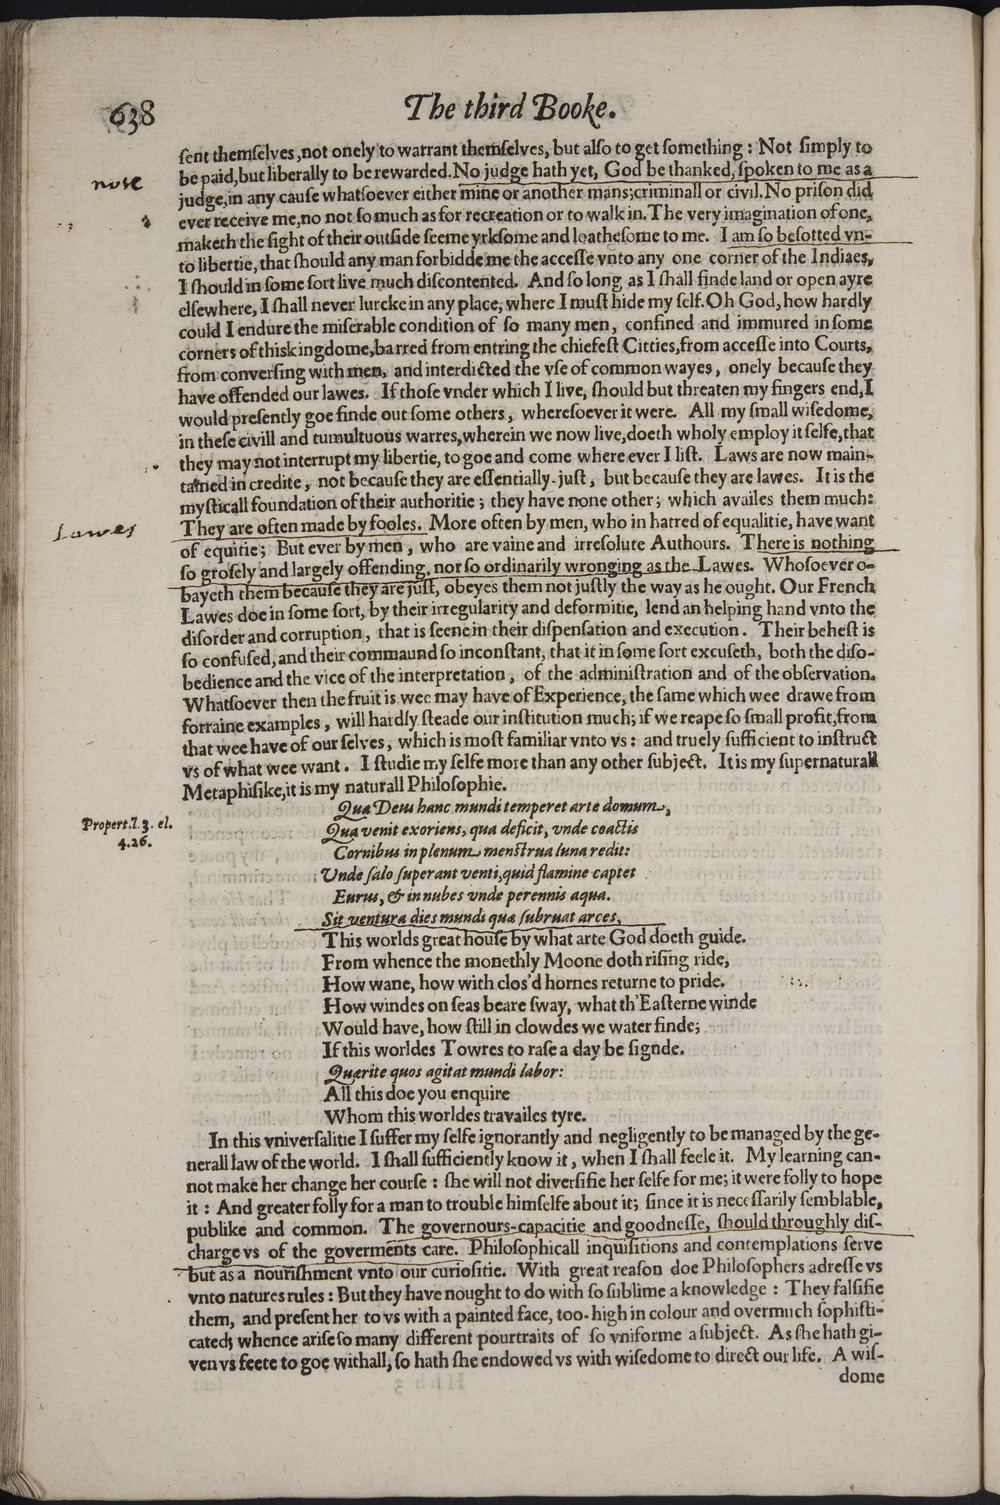 638
The third Booke.
ſent themſelves, not onely to warrant themſelves, but alſo to get ſomething: Not ſimply to
note
be paid, but liberally to be rewarded. No judge hath yet, God be thanked, ſpoken to me as a
judge, in any cauſe whatſoever either mine or another mans; criminall or civil. No priſon did
ever receive me, no not ſo much as for recreation or to walk in. The very imagination of one,
maketh the ſight of their outſide ſeeme yrkſome and loatheſome to me. I am ſo beſotted vn-
to libertie, that ſhould any man forbidde me the acceſſe vnto any one corner of the Indiaes,
I ſhould in ſome ſort live much diſcontented. And ſo long as I ſhall finde land or open ayre
elſewhere, I ſhall never lurcke in any place, where I muſt hide my ſelf. Oh God, how hardly
could I endure the miſerable condition of ſo many men, confined and immured in ſome
corners of this kingdome, barred from entring the chiefeſt Citties, from acceſſe into Courts,
from converſing with men, and interdicted the vſe of common wayes, onely becauſe they
have offended our lawes. If thoſe vnder which I live, ſhould but threaten my fingers end, I
would preſently goe finde out ſome others, whereſoever it were. All my ſmall wiſedome,
in theſe civill and tumultuous warres, wherein we now live, doeth wholy employ it ſelfe, that
they may not interrupt my libertie, to goe and come where ever I liſt. Laws are now main-
tained in credite, not becauſe they are eſſentially juſt, but becauſe they are lawes. It is the
myſticall foundation of their authoritie; they have none other; which availes them much:
Lawes
They are often made by fooles. More often by men, who in hatred of equalitie, have want
of equitie; But ever by men, who are vaine and irreſolute Authours. There is nothing
ſo groſely and largely offending, nor ſo ordinarily wronging as the Lawes. Whoſoever o-
bayeth them becauſe they are juſt, obeyes them not juſtly the way as he ought. Our French
Lawes doe in ſome ſort, by their irregularity and deformitie, lend an helping hand vnto the
diſorder and corruption, that is ſeene in their diſpenſation and execution. Their beheſt is
ſo confuſed, and their commaund ſo inconſtant, that it in ſome ſort excuſeth, both the diſo-
bedience and the vice of the interpretation, of the adminiſtration and of the obſervation.
Whatſoever then the fruit is wee may have of Experience, the ſame which wee drawe from
forraine examples, will hardly ſteade our inſtitution much; if we reape ſo ſmall profit, from
that wee have of our ſelves, which is moſt familiar vnto vs: and truely ſufficient to inſtruct
vs of what wee want. I ſtudie my ſelfe more than any other ſubject. It is my ſupernaturall
Metaphiſike, it is my naturall Philoſophie.
Propert. l. 3. el.
4. 26.
Qua Deus hanc mundi temperet arte domum,
Qua venit exoriens, qua deficit, vnde coactis
Cornibus in plenum menſtrua luna redit:
Unde ſalo ſuperant venti, quid flamine captet
Eurus, & in nubes vnde perennis aqua.
Sit ventura dies mundi quæ ſubruat arces,
This worlds great houſe by what arte God doeth guide.
From whence the monethly Moone doth riſing ride,
How wane, how with clos'd hornes returne to pride.
How windes on ſeas beare ſway, what th'Eaſterne winde
Would have, how ſtill in clowdes we water finde;
If this worldes Towres to raſe a day be ſignde.
Quærite quos agitat mundi labor:
All this doe you enquire
Whom this worldes travailes tyre.
In this vniverſalitie I ſuffer my ſelfe ignorantly and negligently to be managed by the ge-
nerall law of the world. I ſhall ſufficiently know it, when I ſhall feele it. My learning can-
not make her change her courſe: ſhe will not diverſifie her ſelfe for me; it were folly to hope
it: And greater folly for a man to trouble himſelfe about it; ſince it is neceſſarily ſemblable,
publike and common. The governours capacitie and goodneſſe, ſhould throughly diſ-
charge vs of the goverments care. Philoſophicall inquiſitions and contemplations ſerve
but as a nouriſhment vnto our curioſitie. With great reaſon doe Philoſophers adreſſe vs
vnto natures rules: But they have nought to do with ſo ſublime a knowledge: They falſifie
them, and preſent her to vs with a painted face, too-high in colour and overmuch ſophiſti-
cated; whence ariſe ſo many different pourtraits of ſo vniforme a ſubject. As ſhe hath gi-
ven vs feete to goe withall, ſo hath ſhe endowed vs with wiſedome to direct our life. A wiſ-
dome